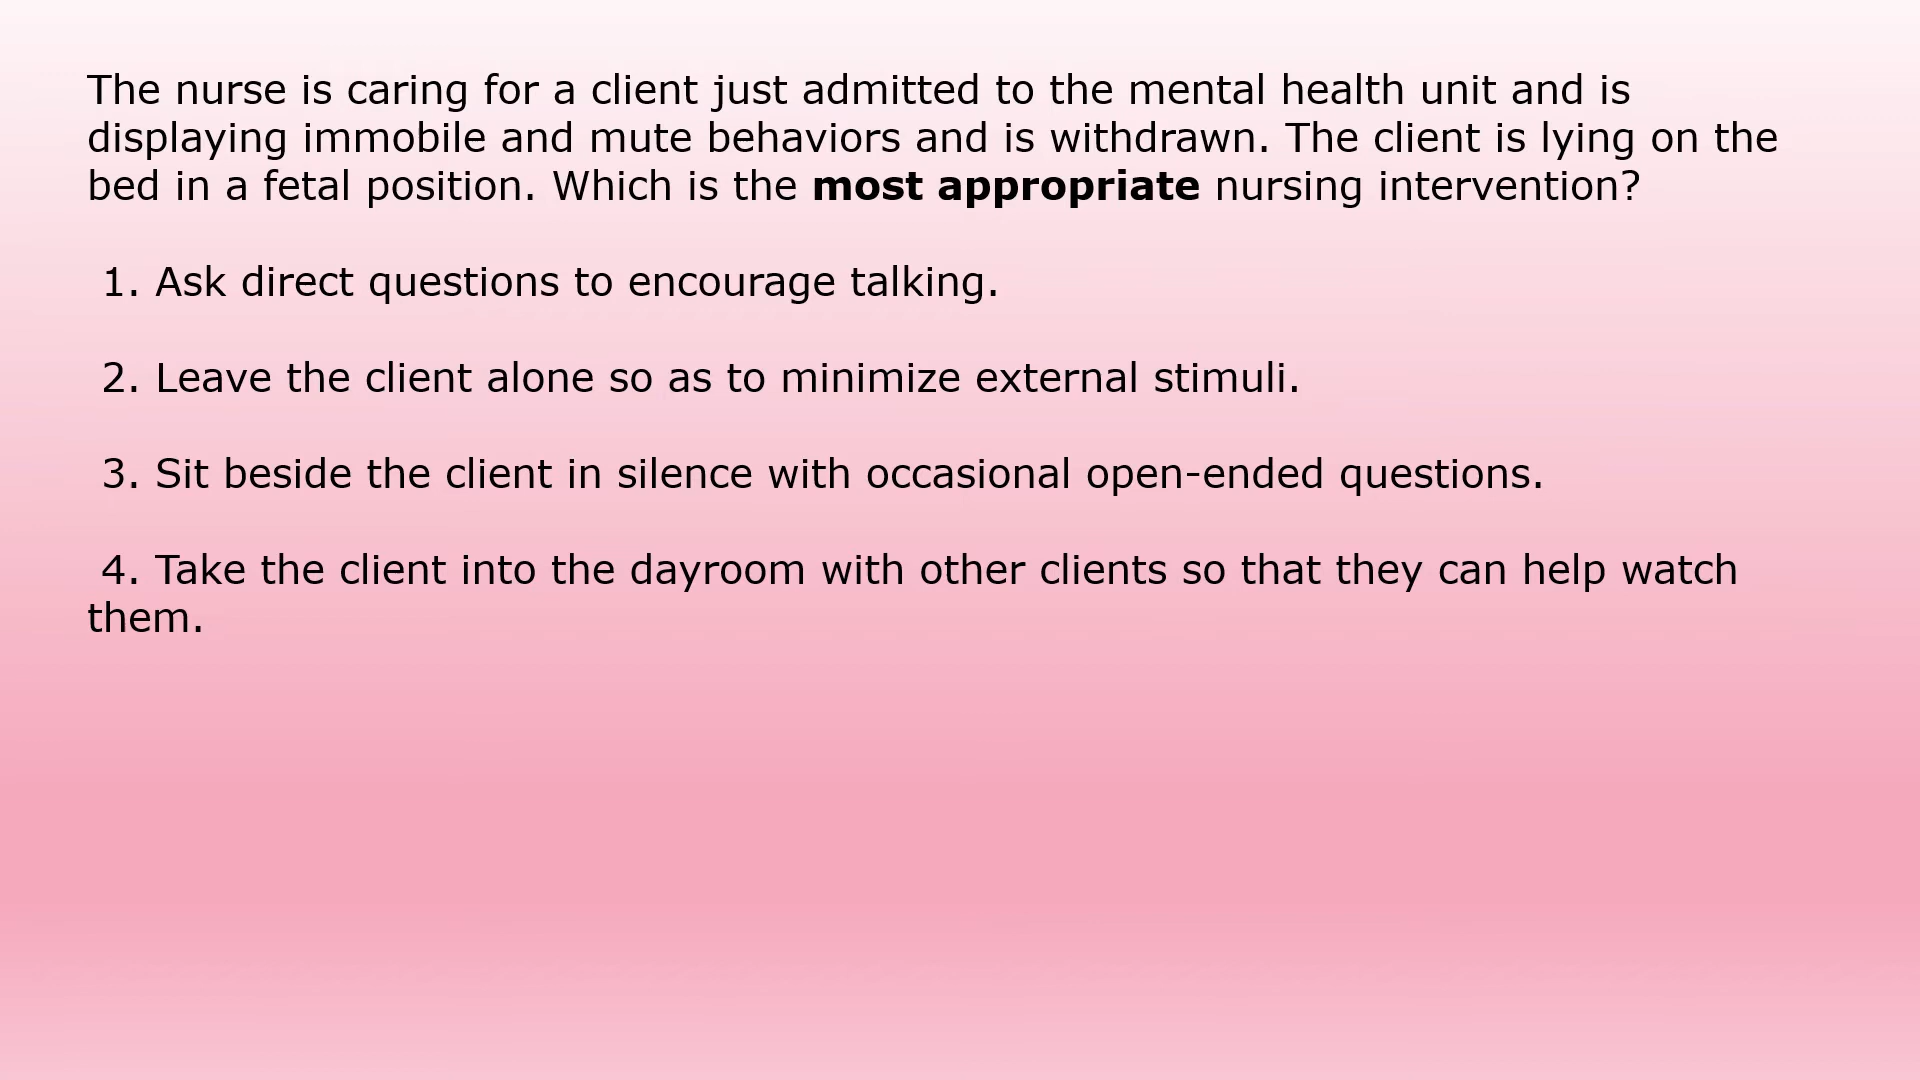 The nurse is caring for a client just admitted to the mental health unit and is
displaying immobile and mute behaviors and is withdrawn. The client is lying on the
bed in a fetal position. Which is the most appropriate nursing intervention?
1. Ask direct questions to encourage talking.
2. Leave the client alone so as to minimize external stimuli.
3. Sit beside the client in silence with occasional open-ended questions.
4. Take the client into the dayroom with other clients so that they can help watch
them.